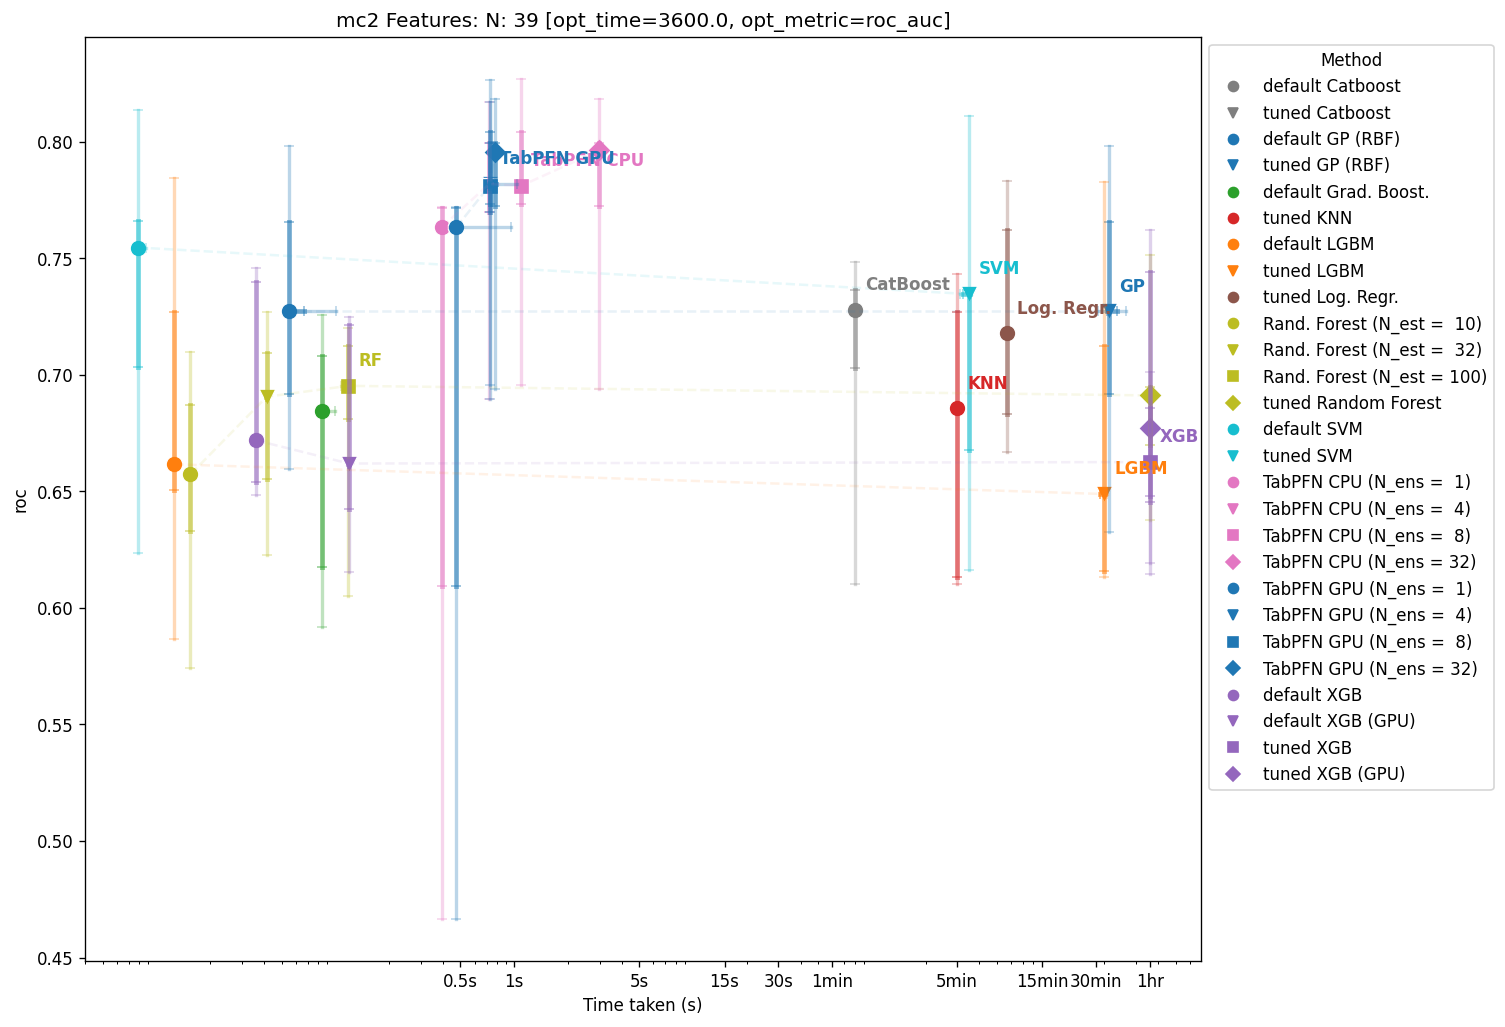 mc2 Features: N: 39 [opt_time=3600.0, opt_metric=roc_auc]
roc
0.80
0.75
0.70
0.65
0.60
0.55
0.50
0.45
TabPFN GPU
TabPFN CPU
SVM
CatBoost
GP
Log. Regr.
RF
KNN
XGB
LGBM
0.5s
1s
5s
15s
30s
1min
5min
15min
30min
1hr
Time taken (s)
Method
default Catboost
tuned Catboost
default GP (RBF)
tuned GP (RBF)
default Grad. Boost.
tuned KNN
default LGBM
tuned LGBM
tuned Log. Regr.
Rand. Forest (N_est =  10)
Rand. Forest (N_est =  32)
Rand. Forest (N_est = 100)
tuned Random Forest
default SVM
tuned SVM
TabPFN CPU (N_ens =  1)
TabPFN CPU (N_ens =  4)
TabPFN CPU (N_ens =  8)
TabPFN CPU (N_ens = 32)
TabPFN GPU (N_ens =  1)
TabPFN GPU (N_ens =  4)
TabPFN GPU (N_ens =  8)
TabPFN GPU (N_ens = 32)
default XGB
default XGB (GPU)
tuned XGB
tuned XGB (GPU)